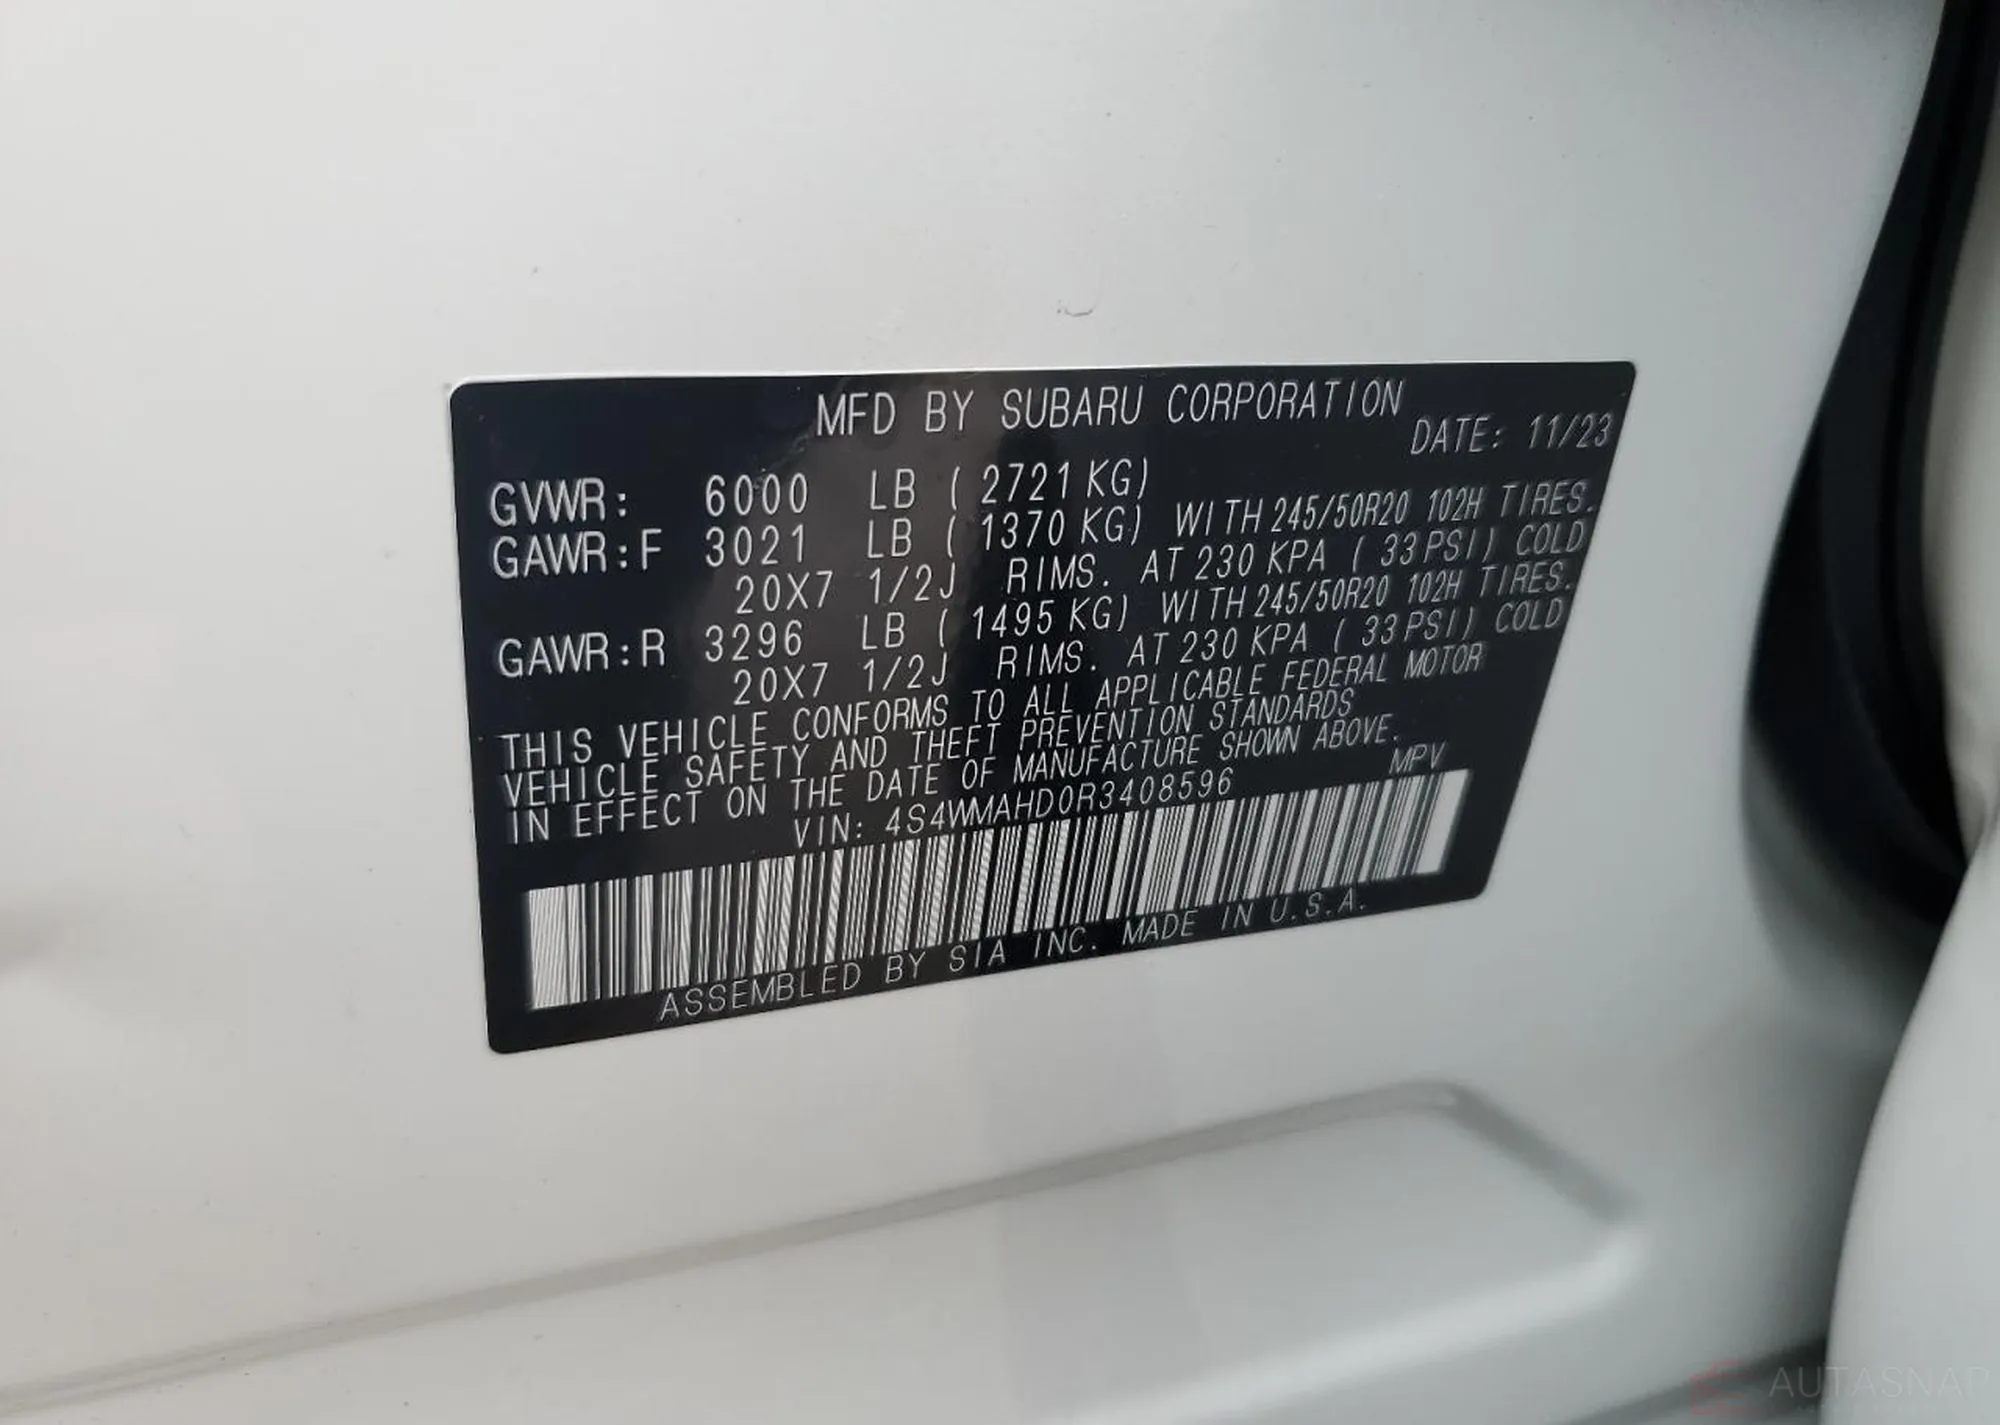 MFD BY SUBARU CORPORATION
DATE: 11/23
GVWR: 6000 LB ( 2721 KG)
GAWR:F 3021 LB ( 1370 KG) WITH 245/50R20 102H TIRES.
20X7 1/2J RIMS. AT 230 KPA ( 33 PSI) COLD
GAWR:R 3296 LB ( 1495 KG) WITH 245/50R20 102H TIRES.
20X7 1/2J RIMS. AT 230 KPA ( 33 PSI) COLD
THIS VEHICLE CONFORMS TO ALL APPLICABLE FEDERAL MOTOR
VEHICLE SAFETY AND THEFT PREVENTION STANDARDS
IN EFFECT ON THE DATE OF MANUFACTURE SHOWN ABOVE.
VIN: 4S4WMAHD0R3408596 MPV
ASSEMBLED BY SIA INC. MADE IN U.S.A.
AUTASNAP